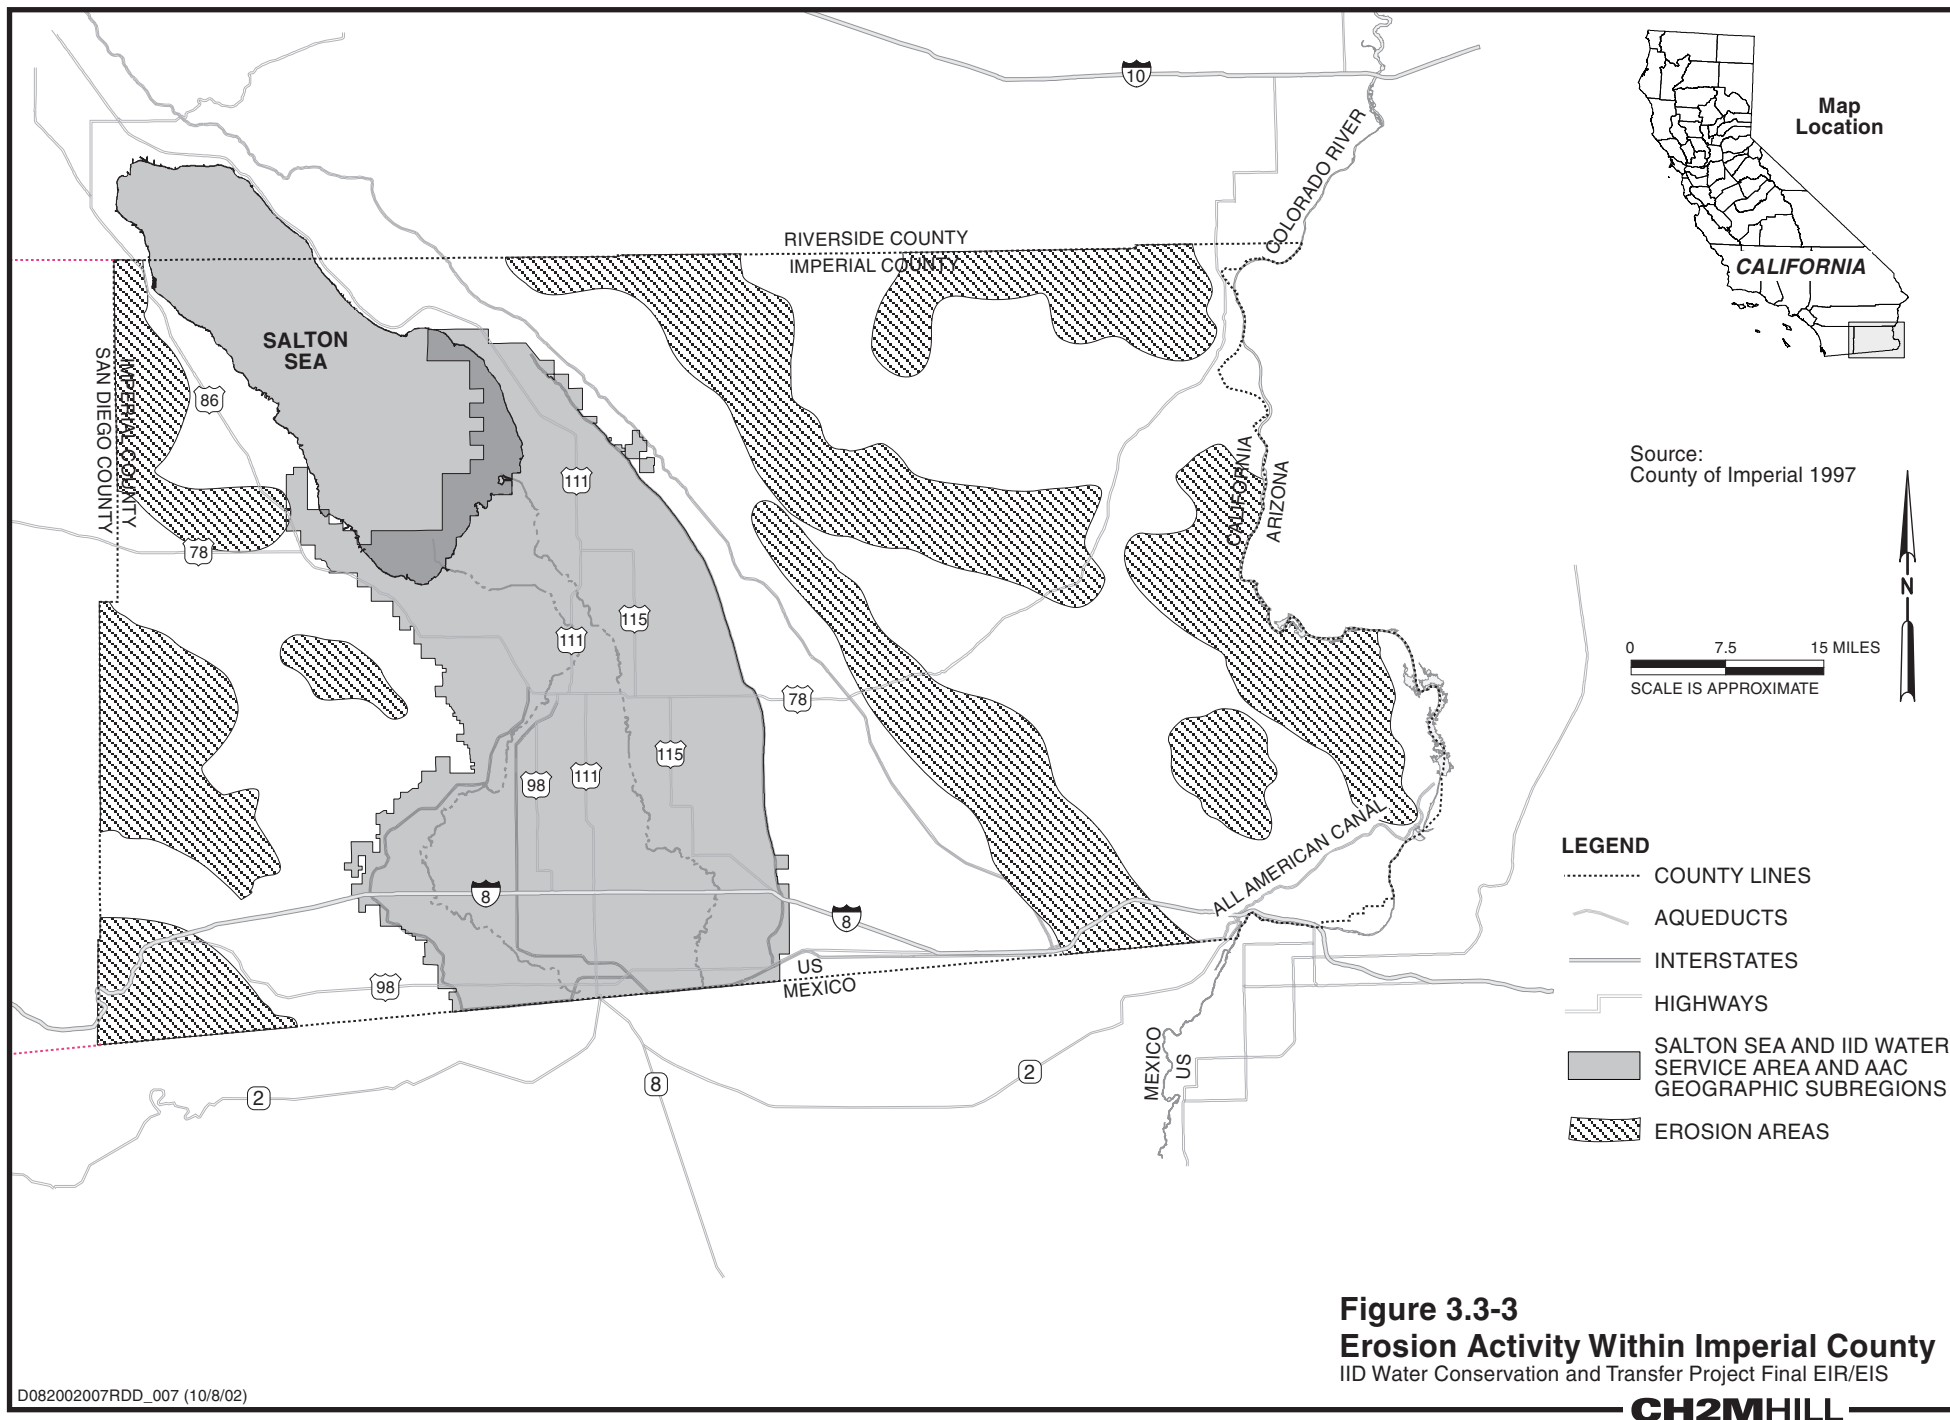 10
Map
Location
COLORADO RIVER
RIVERSIDE COUNTY
IMPERIAL COUNTY
CALIFORNIA
SALTON
SEA
SAN DIEGO COUNTY
IMPERIAL COUNTY
86
78
111
CALIFORNIA
ARIZONA
Source:
County of Imperial 1997
N
0 7.5 15 MILES
SCALE IS APPROXIMATE
115
111
78
115
98
111
ALL AMERICAN CANAL
8
8
98
US
MEXICO
MEXICO
US
2
8
2
LEGEND
COUNTY LINES
AQUEDUCTS
INTERSTATES
HIGHWAYS
SALTON SEA AND IID WATER
SERVICE AREA AND AAC
GEOGRAPHIC SUBREGIONS
EROSION AREAS
Figure 3.3-3
Erosion Activity Within Imperial County
IID Water Conservation and Transfer Project Final EIR/EIS
D082002007RDD_007 (10/8/02)
CH2MHILL